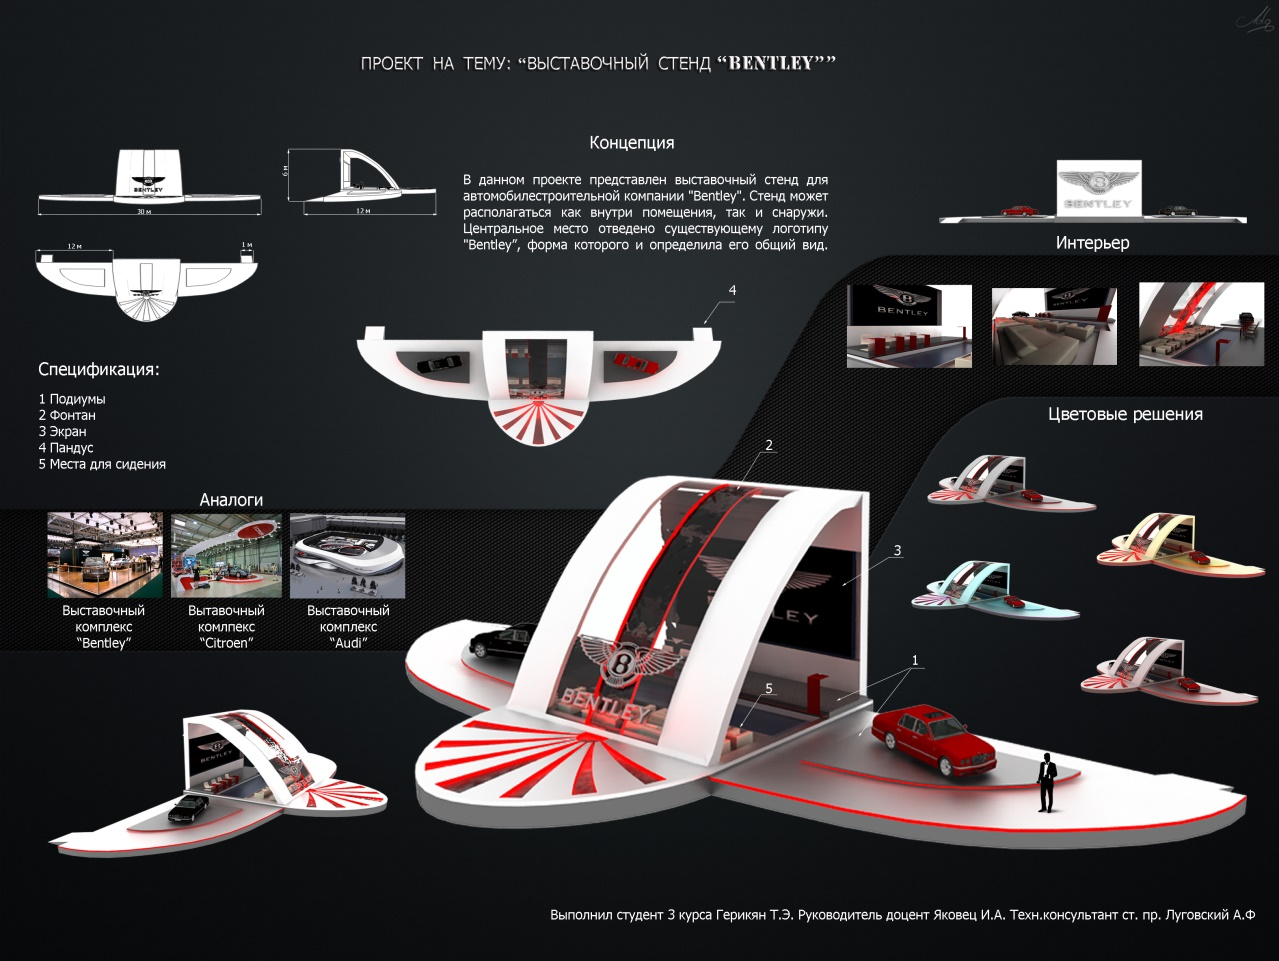 ПРОЕКТ НА ТЕМУ: “ВЫСТАВОЧНЫЙ СТЕНД “BENTLEY””
Концепция
В данном проекте представлен выставочный стенд для
автомобилестроительной компании "Bentley". Стенд может
располагаться как внутри помещения, так и снаружи.
Центральное место отведено существующему логотипу
"Bentley”, форма которого и определила его общий вид.
BENTLEY
30 м
6 м
12 м
12 м
1 м
BENTLEY
Интерьер
BENTLEY
4
Спецификация:
1 Подиумы
2 Фонтан
3 Экран
4 Пандус
5 Места для сидения
Цветовые решения
Аналоги
Выставочный
комплекс
“Bentley”
Вытавочный
комлпекс
“Citroen”
Выставочный
комплекс
“Audi”
2
3
1
5
B
BENTLEY
NTLEY
BENTLEY
Выполнил студент 3 курса Герикян Т.Э. Руководитель доцент Яковец И.А. Техн.консультант ст. пр. Луговский А.Ф